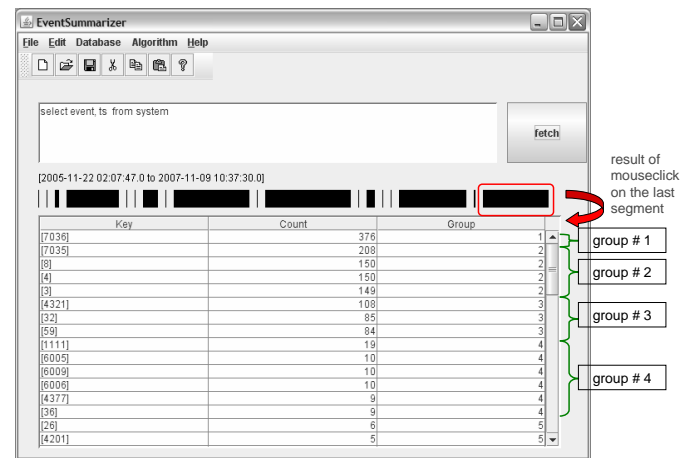 EventSummarizer
File Edit Database Algorithm Help
select event, ts from system
fetch
[2005-11-22 02:07:47.0 to 2007-11-09 10:37:30.0]
result of
mouseclick
on the last
segment
Key Count Group
[7036] 376 1
[7035] 208 2
[8] 150 2
[4] 150 2
[3] 149 2
[4321] 108 3
[32] 85 3
[59] 84 3
[1111] 19 4
[6005] 10 4
[6009] 10 4
[6006] 10 4
[4377] 9 4
[36] 9 4
[26] 6 5
[4201] 5 5
group # 1
group # 2
group # 3
group # 4